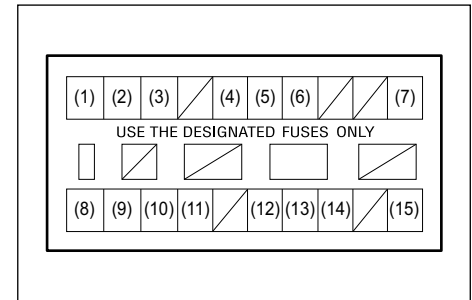 (1) (2) (3) (4) (5) (6) (7)
USE THE DESIGNATED FUSES ONLY
(8) (9) (10) (11) (12) (13) (14) (15)